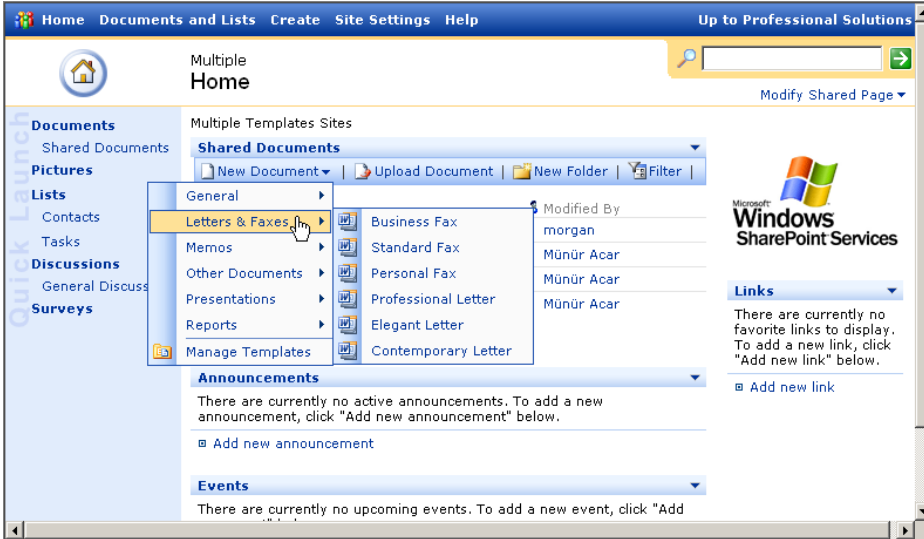 Home Documents and Lists Create Site Settings Help Up to Professional Solutions
Multiple
Home
Modify Shared Page
Quick Launch
Documents
Shared Documents
Pictures
Lists
Contacts
Tasks
Discussions
General Discuss
Surveys
Multiple Templates Sites
Shared Documents
New Document | Upload Document | New Folder | Filter |
Modified By
morgan
Münür Acar
Münür Acar
Münür Acar
General
Letters & Faxes
Memos
Other Documents
Presentations
Reports
Manage Templates
Business Fax
Standard Fax
Personal Fax
Professional Letter
Elegant Letter
Contemporary Letter
Announcements
There are currently no active announcements. To add a new
announcement, click "Add new announcement" below.
Add new announcement
Events
There are currently no upcoming events. To add a new event, click "Add
Microsoft
Windows
SharePoint Services
Links
There are currently no
favorite links to display.
To add a new link, click
"Add new link" below.
Add new link